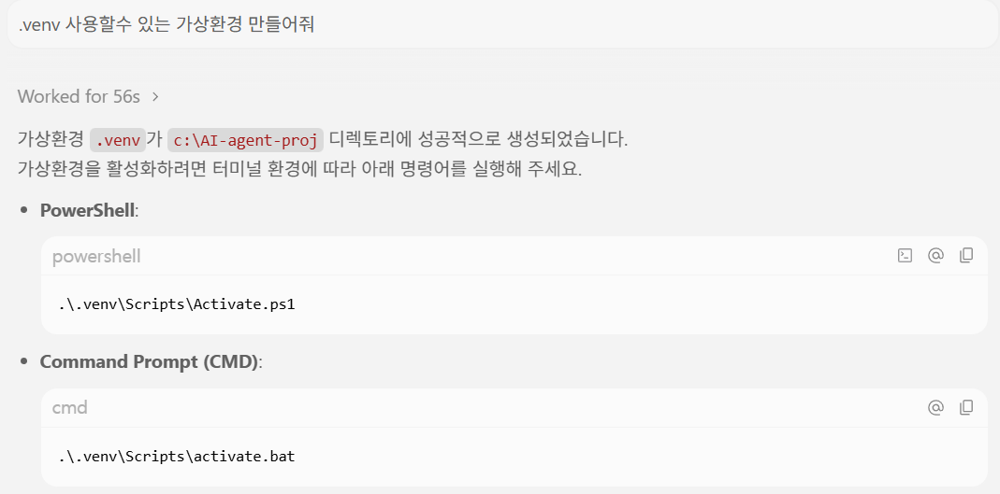 .venv 사용할수 있는 가상환경 만들어줘
Worked for 56s >
가상환경 .venv가 c:\AI-agent-proj 디렉토리에 성공적으로 생성되었습니다.
가상환경을 활성화하려면 터미널 환경에 따라 아래 명령어를 실행해 주세요.
• PowerShell:
powershell
.\.venv\Scripts\Activate.ps1
• Command Prompt (CMD):
cmd
.\.venv\Scripts\activate.bat